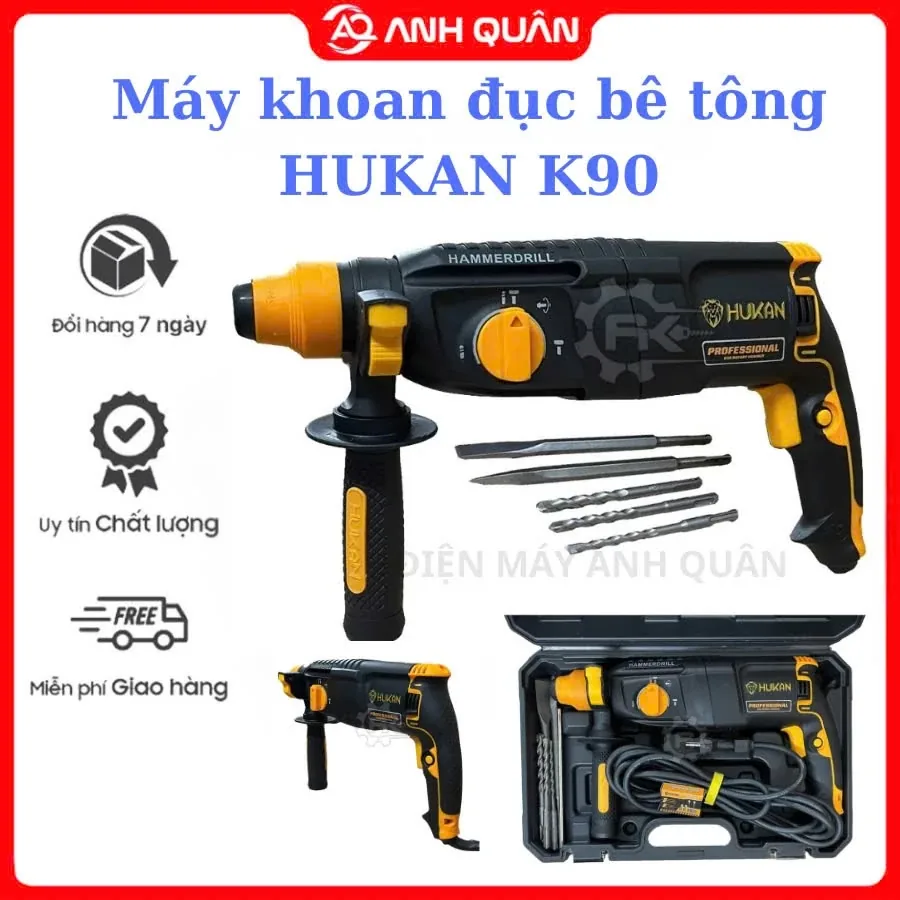 AQ ANH QUÂN
Máy khoan đục bê tông
HUKAN K90
HAMMERDRILL
HUKAN
PROFESSIONAL
Đổi hàng 7 ngày
Uy tín Chất lượng
HUKAN
ĐIỆN MÁY ANH QUÂN
FREE
Miễn phí Giao hàng
HUKAN
HAMMERDRILL
HUKAN
PROFESSIONAL